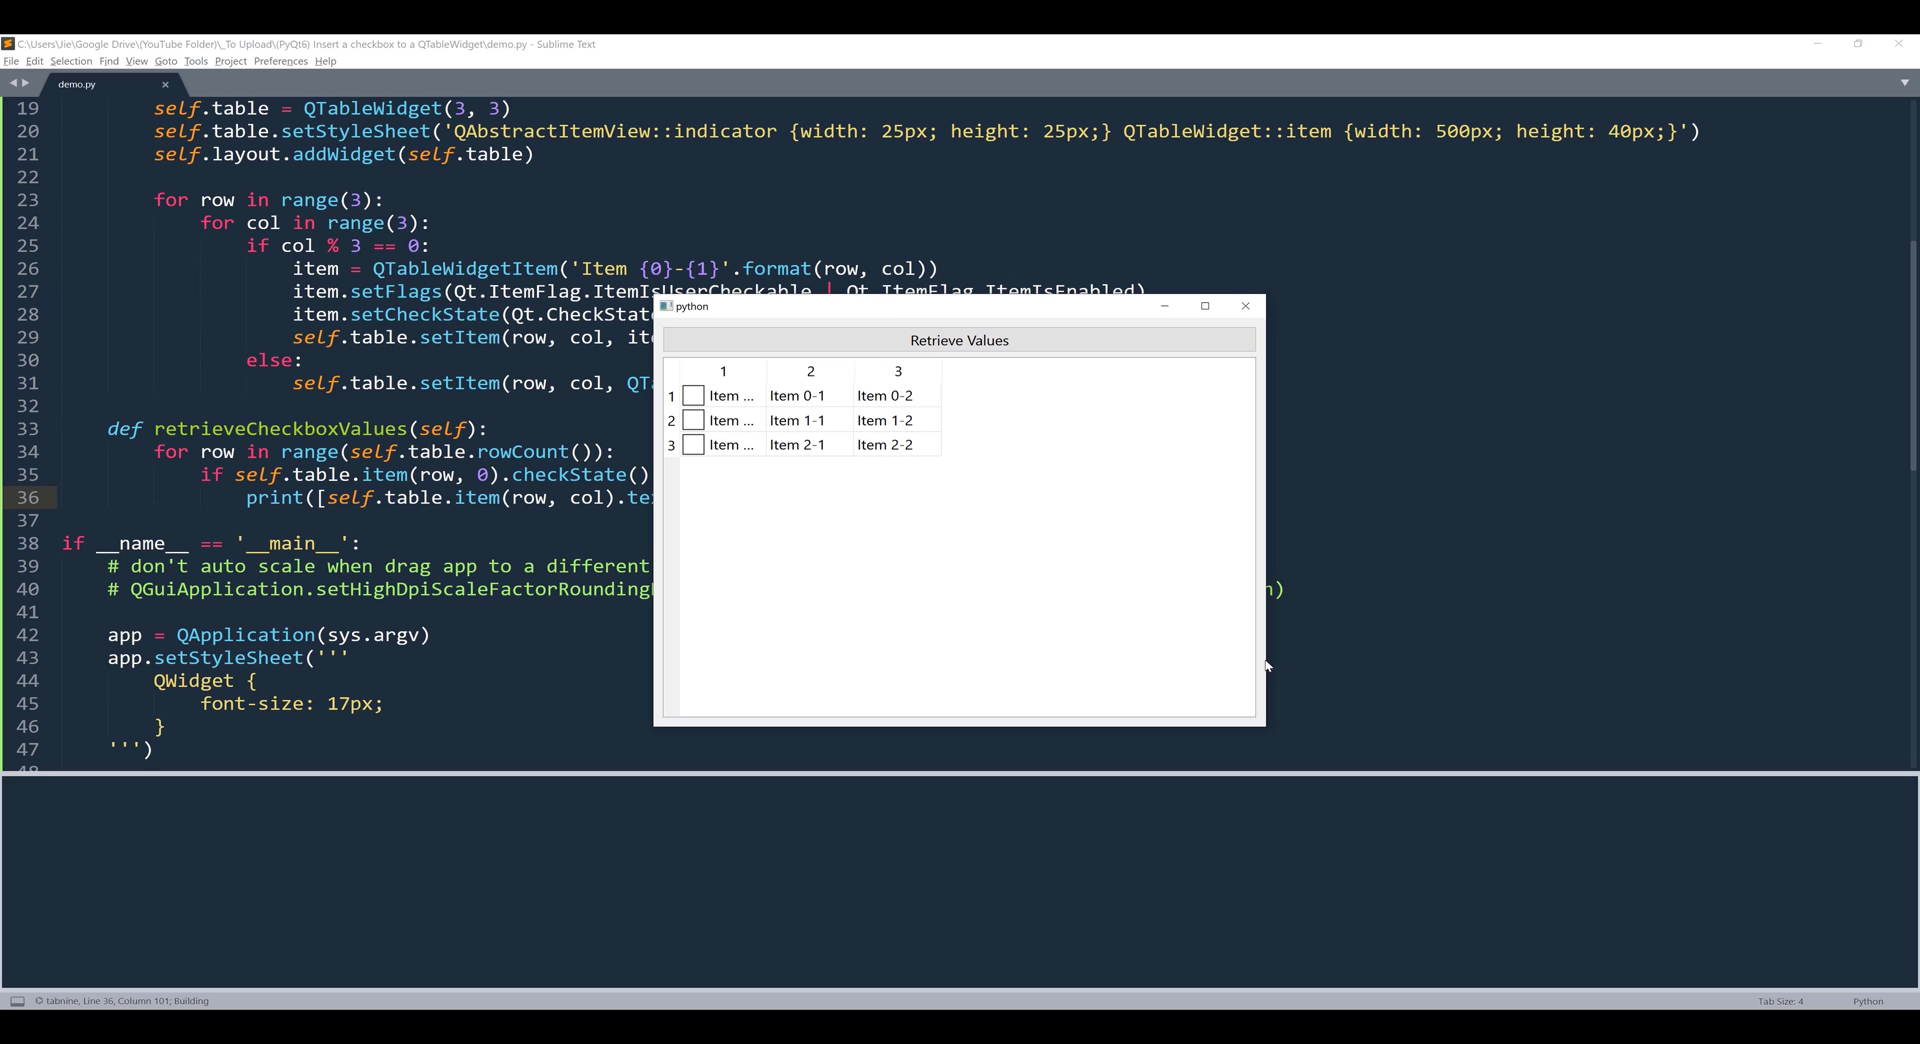 C:\Users\Jie\Google Drive\(YouTube Folder)\_To Upload\(PyQt6) Insert a checkbox to a QTableWidget\demo.py - Sublime Text
File Edit Selection Find View Goto Tools Project Preferences Help
demo.py
19 self.table = QTableWidget(3, 3)
20 self.table.setStyleSheet('QAbstractItemView::indicator {width: 25px; height: 25px;} QTableWidget::item {width: 500px; height: 40px;}')
21 self.layout.addWidget(self.table)
22
23 for row in range(3):
24 for col in range(3):
25 if col % 3 == 0:
26 item = QTableWidgetItem('Item {0}-{1}'.format(row, col))
27 item.setFlags(Qt.ItemFlag.ItemIsUserCheckable | Qt.ItemFlag.ItemIsEnabled)
28 item.setCheckState(Qt.CheckStat
29 self.table.setItem(row, col, ite
30 else:
31 self.table.setItem(row, col, QTa
32
33 def retrieveCheckboxValues(self):
34 for row in range(self.table.rowCount()):
35 if self.table.item(row, 0).checkState()
36 print([self.table.item(row, col).te
37
38 if __name__ == '__main__':
39 # don't auto scale when drag app to a different
40 # QGuiApplication.setHighDpiScaleFactorRounding
)
41
42 app = QApplication(sys.argv)
43 app.setStyleSheet('''
44 QWidget {
45 font-size: 17px;
46 }
47 ''')
48
python
Retrieve Values
1 2 3
1 Item ... Item 0-1 Item 0-2
2 Item ... Item 1-1 Item 1-2
3 Item ... Item 2-1 Item 2-2
tabnine, Line 36, Column 101; Building
Tab Size: 4 Python